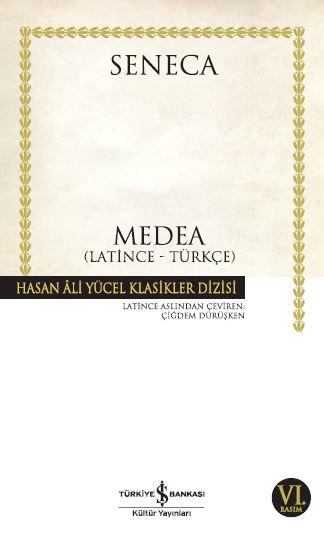 SENECA
MEDEA
(LATİNCE - TÜRKÇE)
HASAN ÂLİ YÜCEL KLASİKLER DİZİSİ
LATİNCE ASLINDAN ÇEVİREN:
ÇİĞDEM DÜRÜŞKEN
TÜRKİYE İŞ BANKASI
Kültür Yayınları
VI.
BASIM